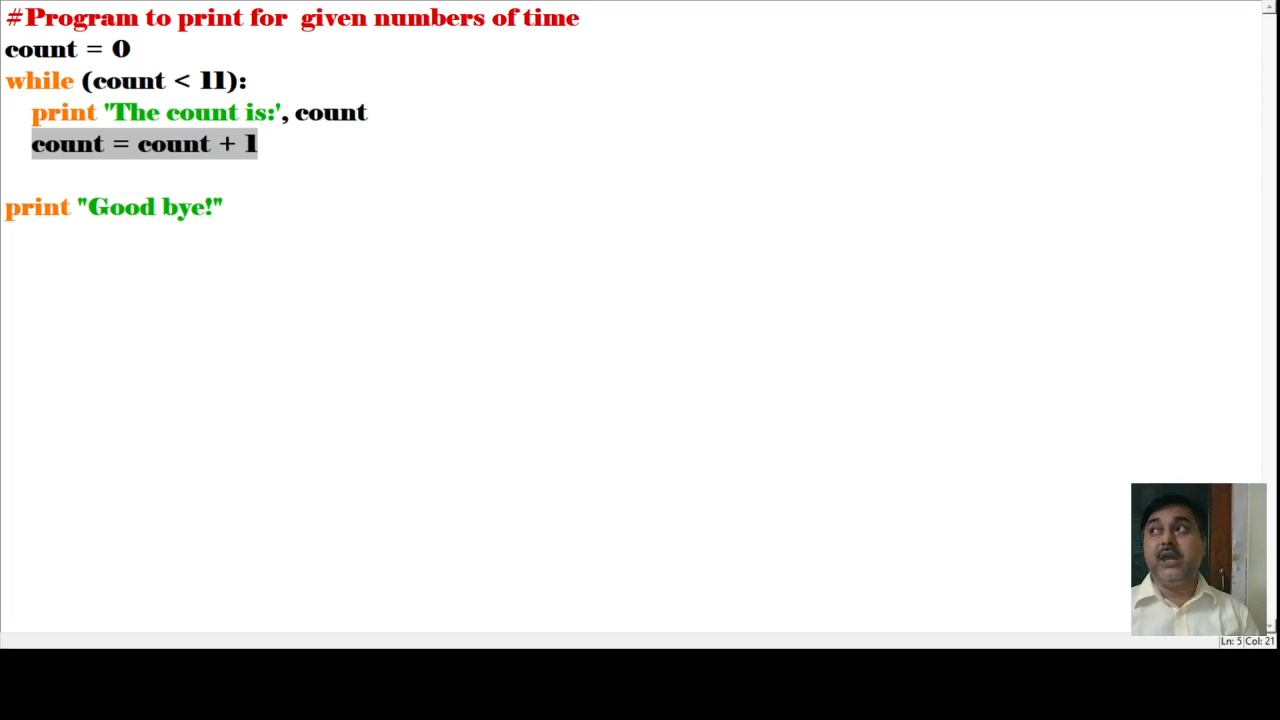 #Program to print for  given numbers of time
count = 0
while (count < 11):
    print 'The count is:', count
    count = count + 1
print "Good bye!"
Ln: 5 Col: 21